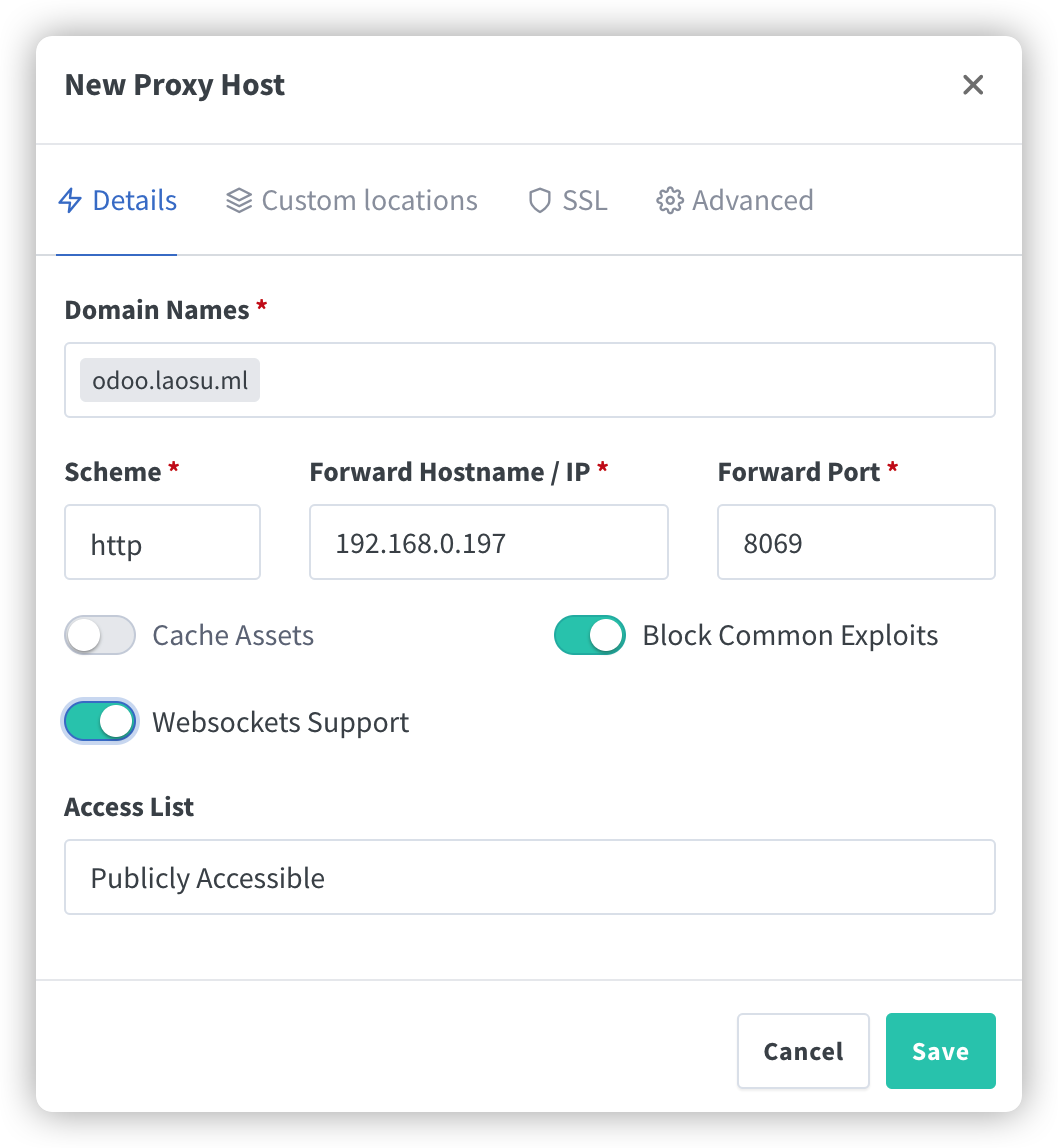 New Proxy Host
Details Custom locations SSL Advanced
Domain Names *
odoo.laosu.ml
Scheme * Forward Hostname / IP * Forward Port *
http 192.168.0.197 8069
Cache Assets Block Common Exploits
Websockets Support
Access List
Publicly Accessible
Cancel Save